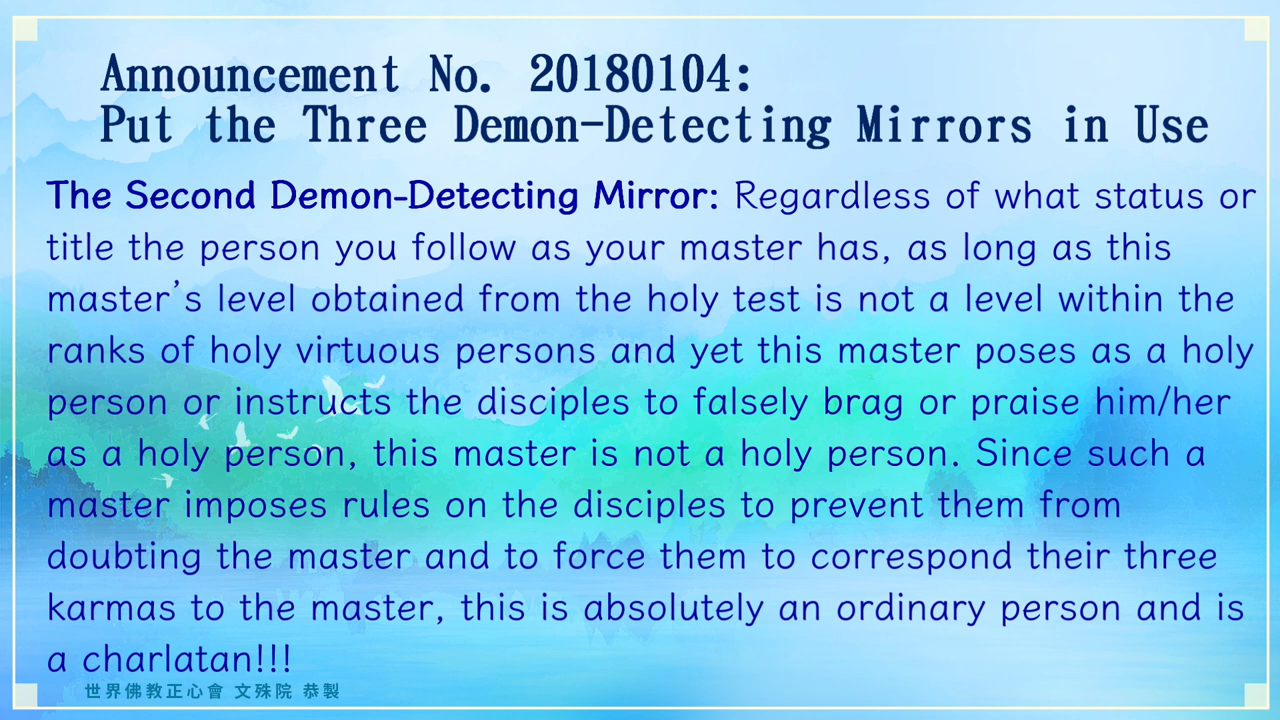 Announcement No. 20180104:
Put the Three Demon-Detecting Mirrors in Use
The Second Demon-Detecting Mirror: Regardless of what status or
title the person you follow as your master has, as long as this
master’s level obtained from the holy test is not a level within the
ranks of holy virtuous persons and yet this master poses as a holy
person or instructs the disciples to falsely brag or praise him/her
as a holy person, this master is not a holy person. Since such a
master imposes rules on the disciples to prevent them from
doubting the master and to force them to correspond their three
karmas to the master, this is absolutely an ordinary person and is
a charlatan!!!
世界佛教正心會 文殊院 恭製